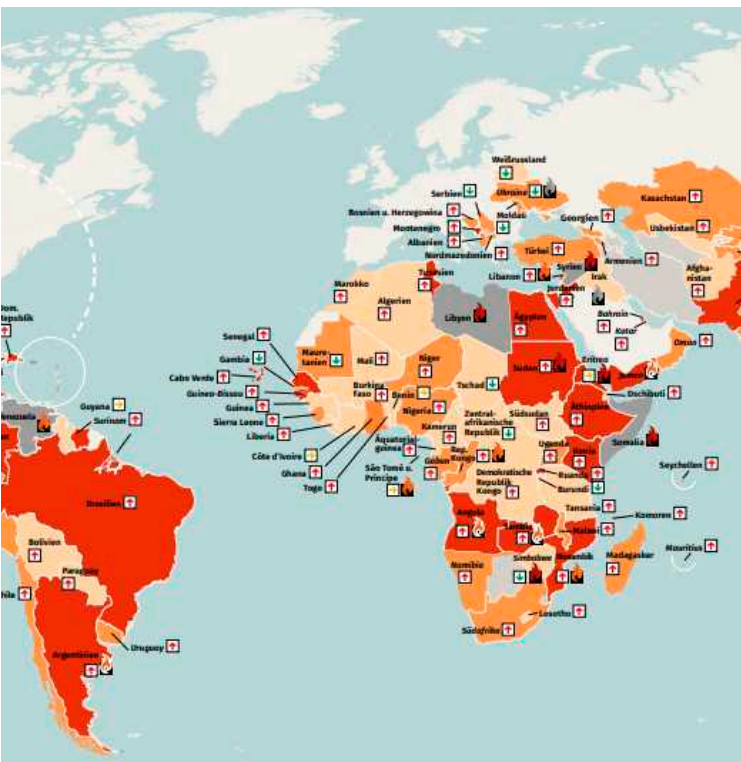 Weißrussland
Serbien
Ukraine
Bosnien u. Herzegowina
Moldau
Georgien
Kasachstan
Montenegro
Usbekistan
Albanien
Nordmazedonien
Türkei
Armenien
Tunesien
Libanon
Syrien
Irak
Afgha-
nistan
Marokko
Jordanien
Algerien
Dom.
Republik
Libyen
Ägypten
Bahrain
Katar
Senegal
Oman
Gambia
Maure-
tanien
Mali
Niger
Sudan
Eritrea
Jemen
Cabo Verde
Tschad
Guinea-Bissau
Burkina
Faso
Benin
Dschibuti
Guyana
Guinea
Nigeria
Zentral-
afrikanische
Republik
Südsudan
Äthiopien
Surinam
Sierra Leone
Kamerun
Liberia
Äquatorial-
guinea
Uganda
Kenia
Somalia
Côte d'Ivoire
Gabun
Rep.
Kongo
Seychellen
Ghana
São Tomé u.
Príncipe
Demokratische
Republik
Kongo
Ruanda
Togo
Burundi
Brasilien
Tansania
Angola
Sambia
Malawi
Komoren
Bolivien
Simbabwe
Mosambik
Madagaskar
Mauritius
Paraguay
Namibia
Lesotho
Südafrika
Uruguay
Argentinien